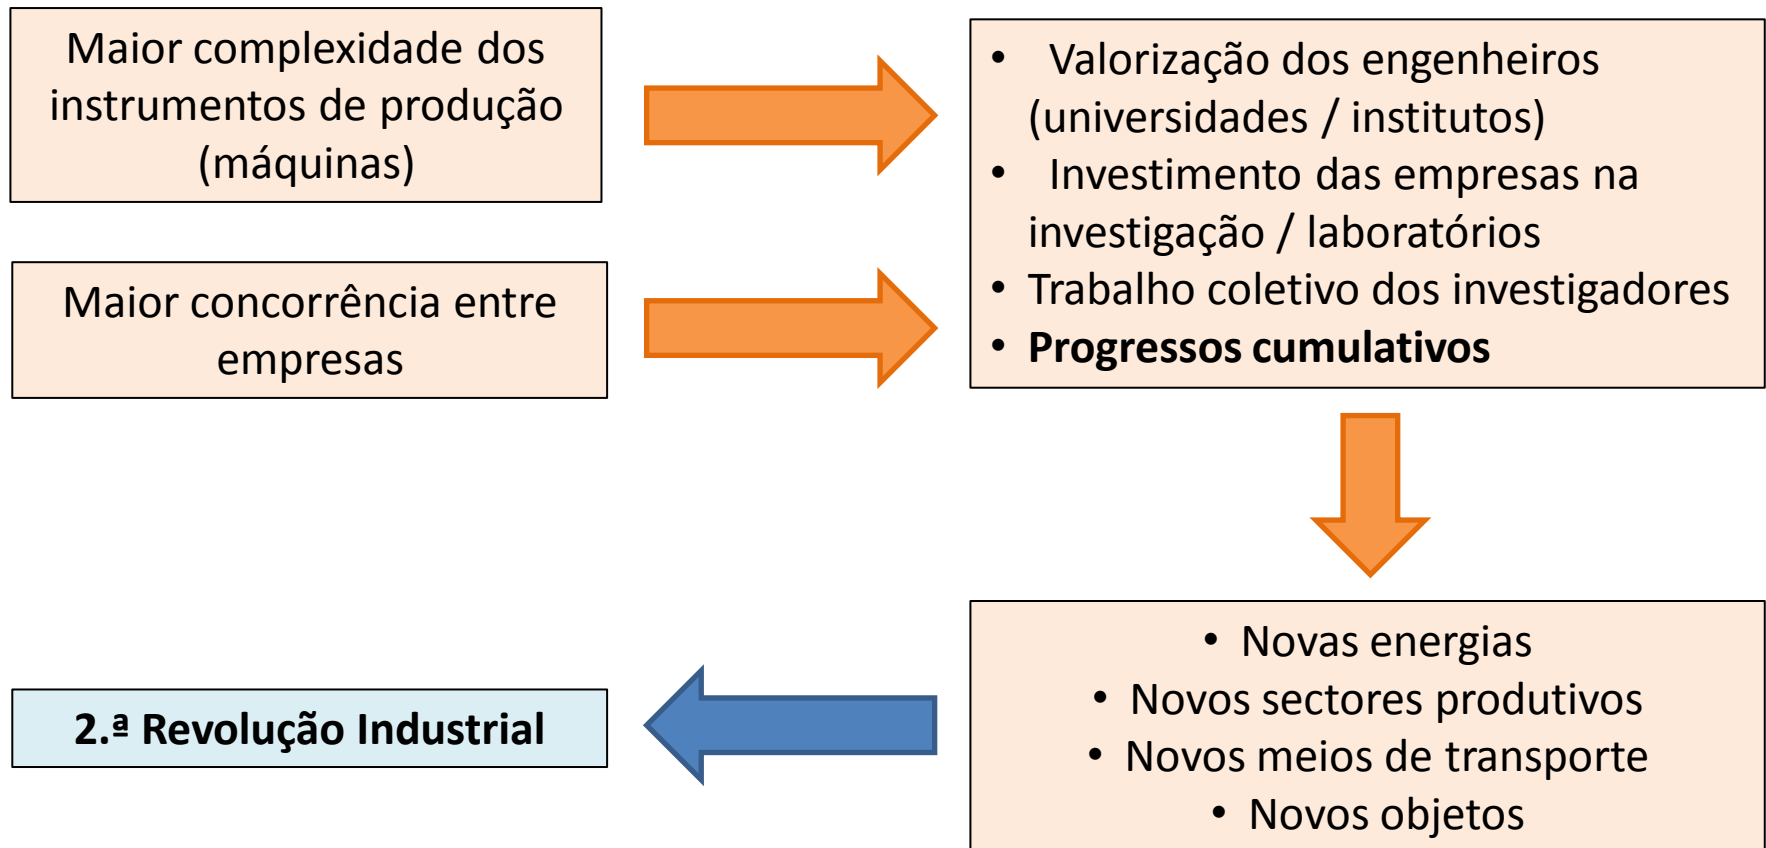 Maior complexidade dos
instrumentos de produção
(máquinas)
Maior concorrência entre
empresas
• Valorização dos engenheiros
(universidades / institutos)
• Investimento das empresas na
investigação / laboratórios
• Trabalho coletivo dos investigadores
• Progressos cumulativos
• Novas energias
• Novos sectores produtivos
• Novos meios de transporte
• Novos objetos
2.ª Revolução Industrial